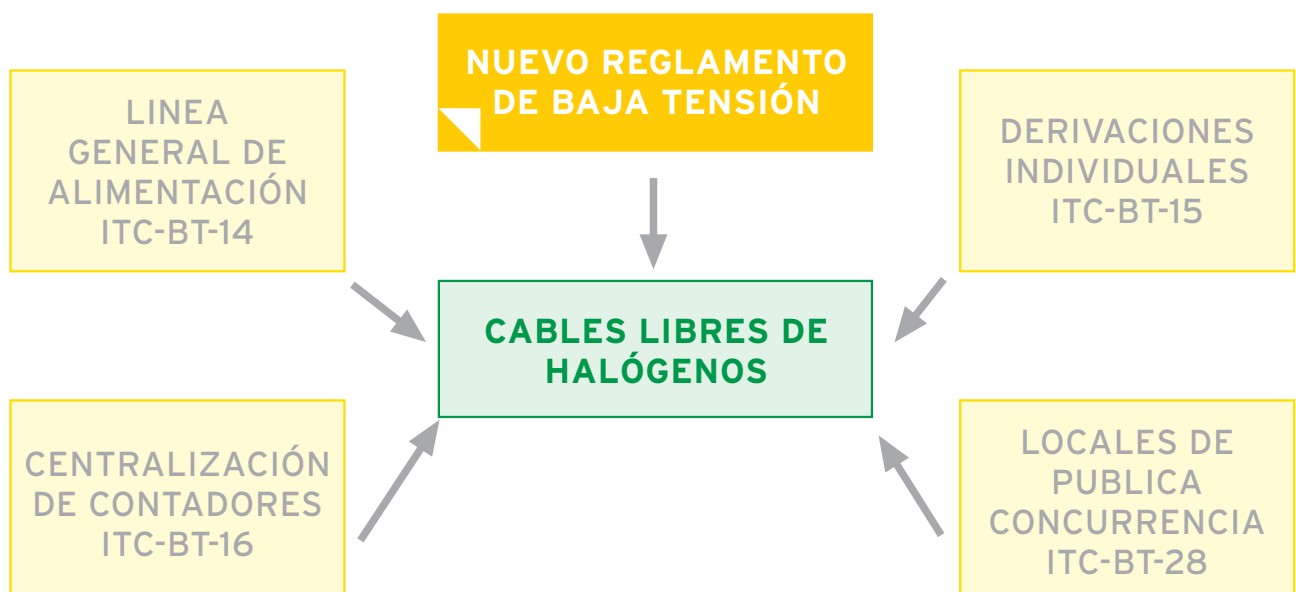 NUEVO REGLAMENTO
DE BAJA TENSIÓN
LINEA
GENERAL DE
ALIMENTACIÓN
ITC-BT-14
DERIVACIONES
INDIVIDUALES
ITC-BT-15
CABLES LIBRES DE
HALÓGENOS
CENTRALIZACIÓN
DE CONTADORES
ITC-BT-16
LOCALES DE
PUBLICA
CONCURRENCIA
ITC-BT-28